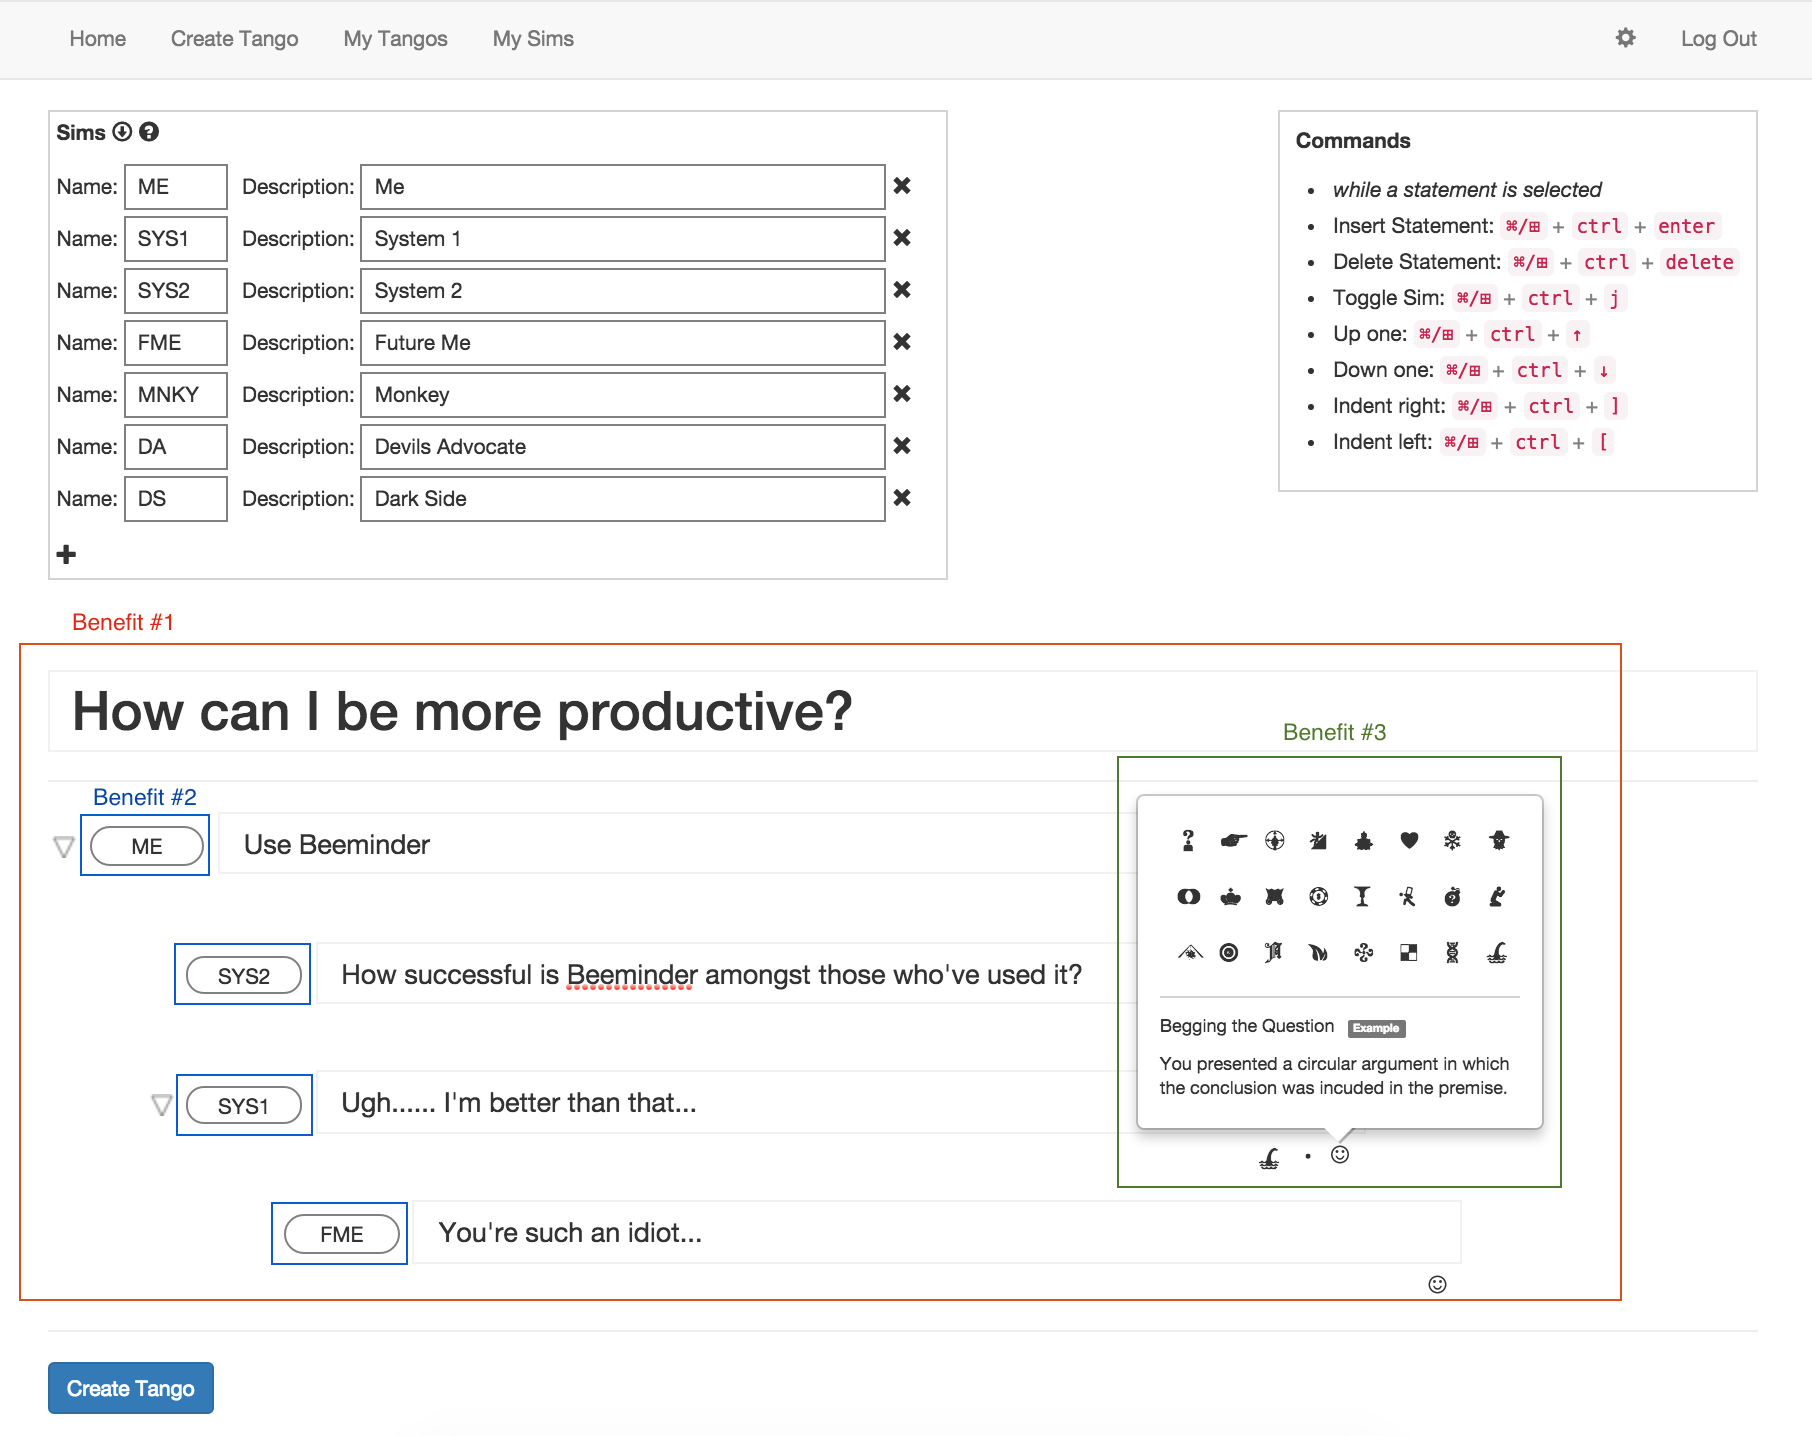 Home Create Tango My Tangos My Sims Log Out
Sims
Name: ME Description: Me
Name: SYS1 Description: System 1
Name: SYS2 Description: System 2
Name: FME Description: Future Me
Name: MNKY Description: Monkey
Name: DA Description: Devils Advocate
Name: DS Description: Dark Side
Commands
while a statement is selected
Insert Statement: ⌘/⊞ + ctrl + enter
Delete Statement: ⌘/⊞ + ctrl + delete
Toggle Sim: ⌘/⊞ + ctrl + j
Up one: ⌘/⊞ + ctrl + ↑
Down one: ⌘/⊞ + ctrl + ↓
Indent right: ⌘/⊞ + ctrl + ]
Indent left: ⌘/⊞ + ctrl + [
Benefit #1
How can I be more productive?
Benefit #3
Benefit #2
ME Use Beeminder
SYS2 How successful is Beeminder amongst those who've used it?
Begging the Question Example
You presented a circular argument in which
the conclusion was incuded in the premise.
SYS1 Ugh...... I'm better than that...
FME You're such an idiot...
Create Tango